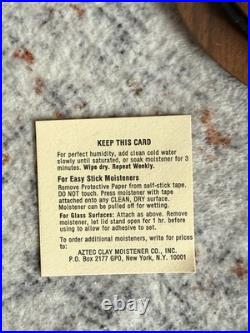 KEEP THIS CARD
For perfect humidity, add clean cold water
slowly until saturated, or soak moistener for 3
minutes. Wipe dry. Repeat Weekly.
For Easy Stick Moisteners
Remove Protective Paper from self-stick tape.
DO NOT touch. Press moistener with tape
attached onto any CLEAN, DRY surface.
Moistener can be pulled off for wetting.
For Glass Surfaces: Attach as above. Remove
moistener, let lid stand open for 1 hr. before
using to allow for adhesive to set.
To order additional moisteners, write for prices
to:
AZTEC CLAY MOISTENER CO., INC.
P.O. Box 2177 GPO, New York, N.Y. 10001